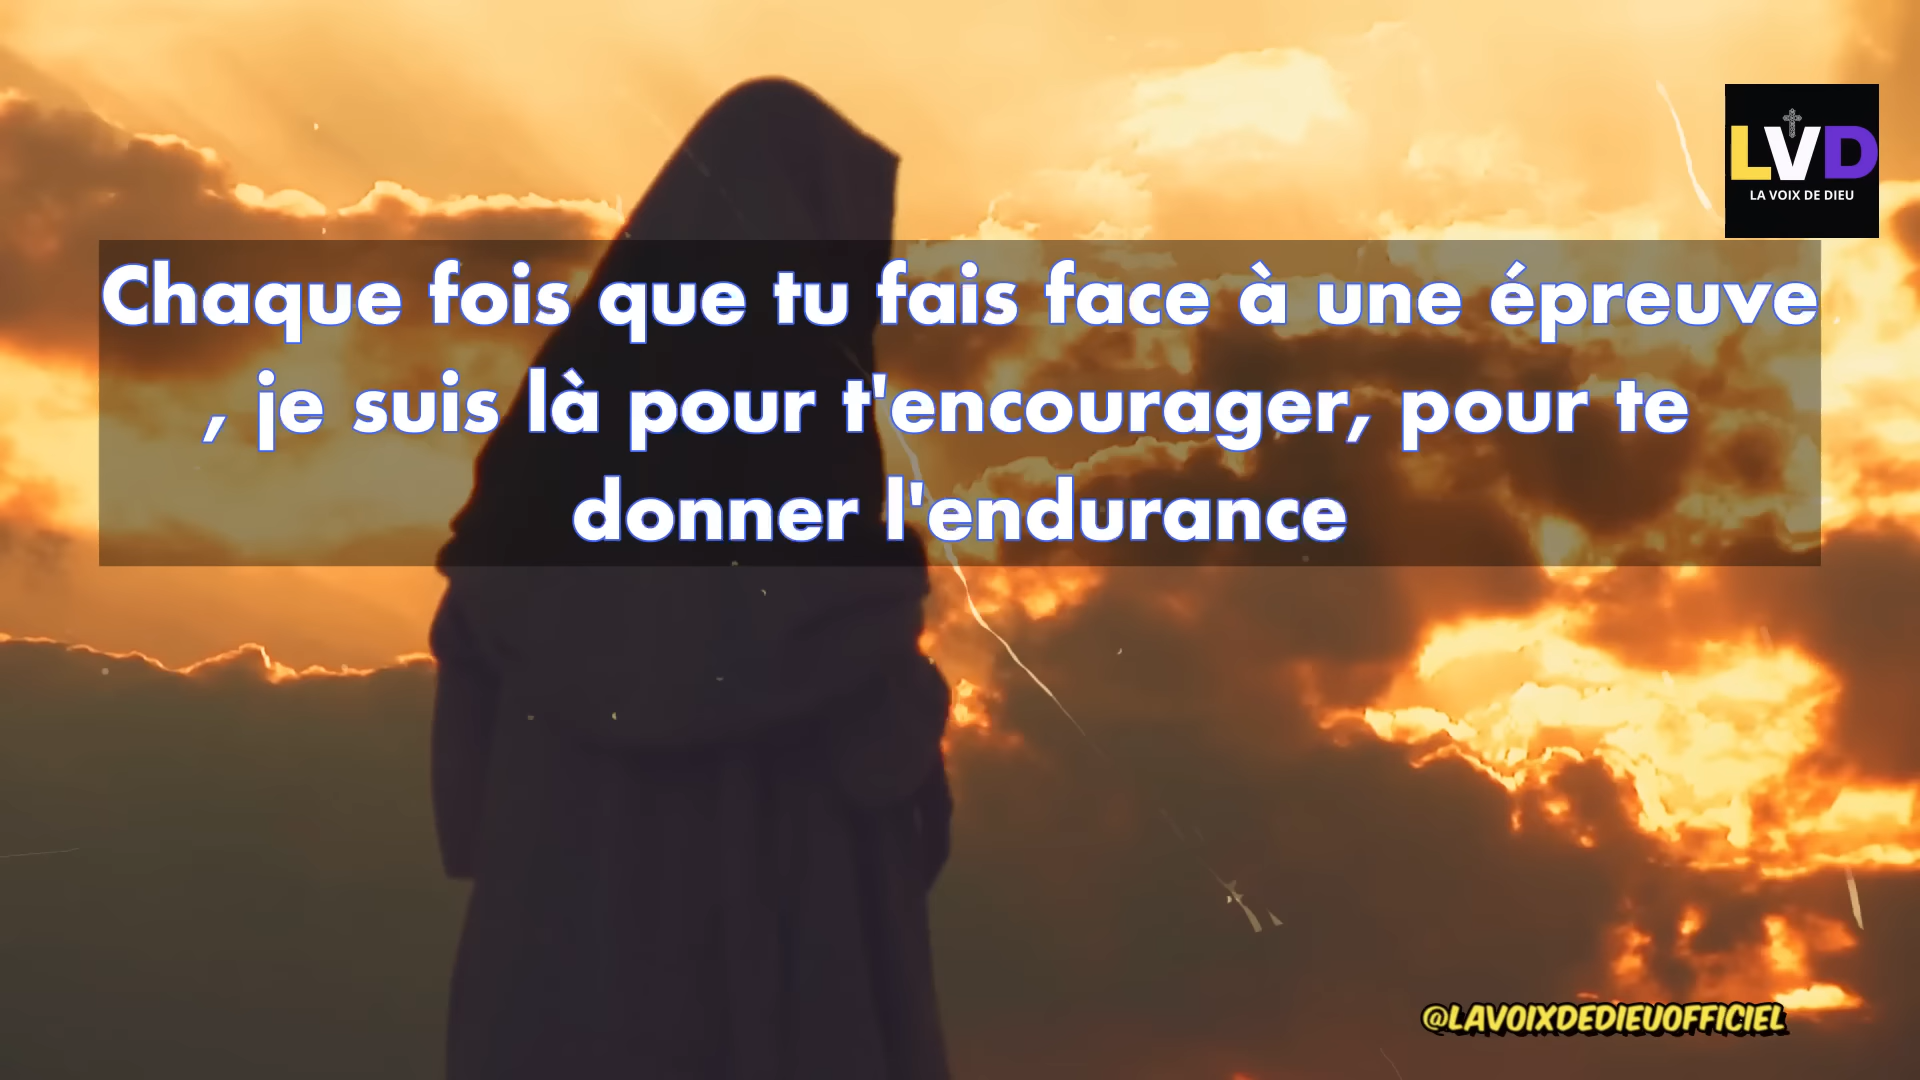 LVD
LA VOIX DE DIEU
Chaque fois que tu fais face à une épreuve
, je suis là pour t'encourager, pour te
donner l'endurance
@LAVOIXDEDIEUOFFICIEL